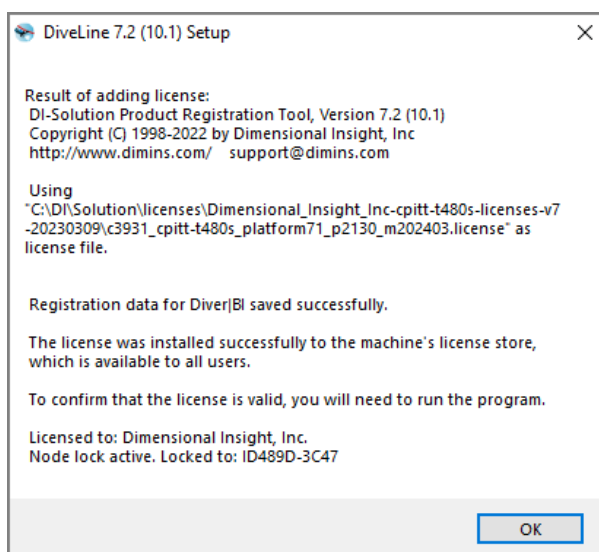 DiveLine 7.2 (10.1) Setup
Result of adding license:
DI-Solution Product Registration Tool, Version 7.2 (10.1)
Copyright (C) 1998-2022 by Dimensional Insight, Inc
http://www.dimins.com/ support@dimins.com
Using
"C:\DI\Solution\licenses\Dimensional_Insight_Inc-cpitt-t480s-licenses-v7
-20230309\c3931_cpitt-t480s_platform71_p2130_m202403.license" as
license file.
Registration data for Diver|BI saved successfully.
The license was installed successfully to the machine's license store,
which is available to all users.
To confirm that the license is valid, you will need to run the program.
Licensed to: Dimensional Insight, Inc.
Node lock active. Locked to: ID489D-3C47
OK